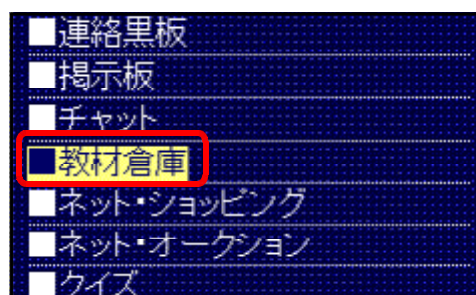 ■連絡黒板
■掲示板
■チャット
■教材倉庫
■ネット・ショッピング
■ネット・オークション
■クイズ